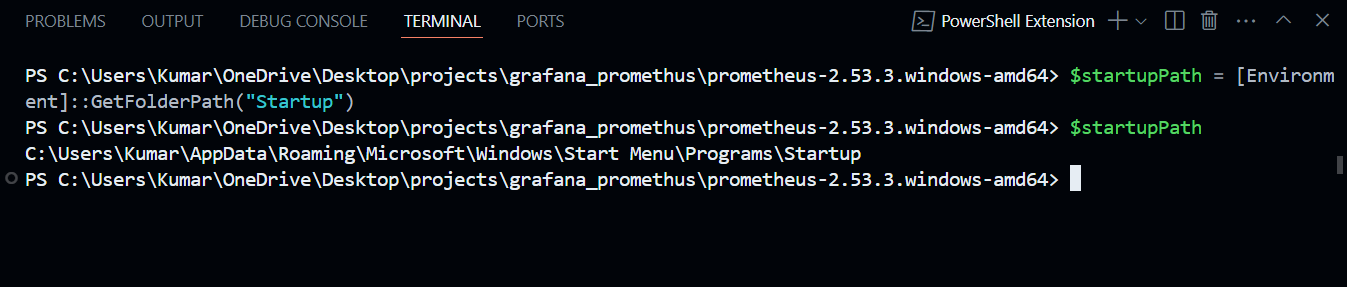 PROBLEMS OUTPUT DEBUG CONSOLE TERMINAL PORTS PowerShell Extension
PS C:\Users\Kumar\OneDrive\Desktop\projects\grafana_promethus\prometheus-2.53.3.windows-amd64> $startupPath = [Environm
ent]::GetFolderPath("Startup")
PS C:\Users\Kumar\OneDrive\Desktop\projects\grafana_promethus\prometheus-2.53.3.windows-amd64> $startupPath
C:\Users\Kumar\AppData\Roaming\Microsoft\Windows\Start Menu\Programs\Startup
PS C:\Users\Kumar\OneDrive\Desktop\projects\grafana_promethus\prometheus-2.53.3.windows-amd64>